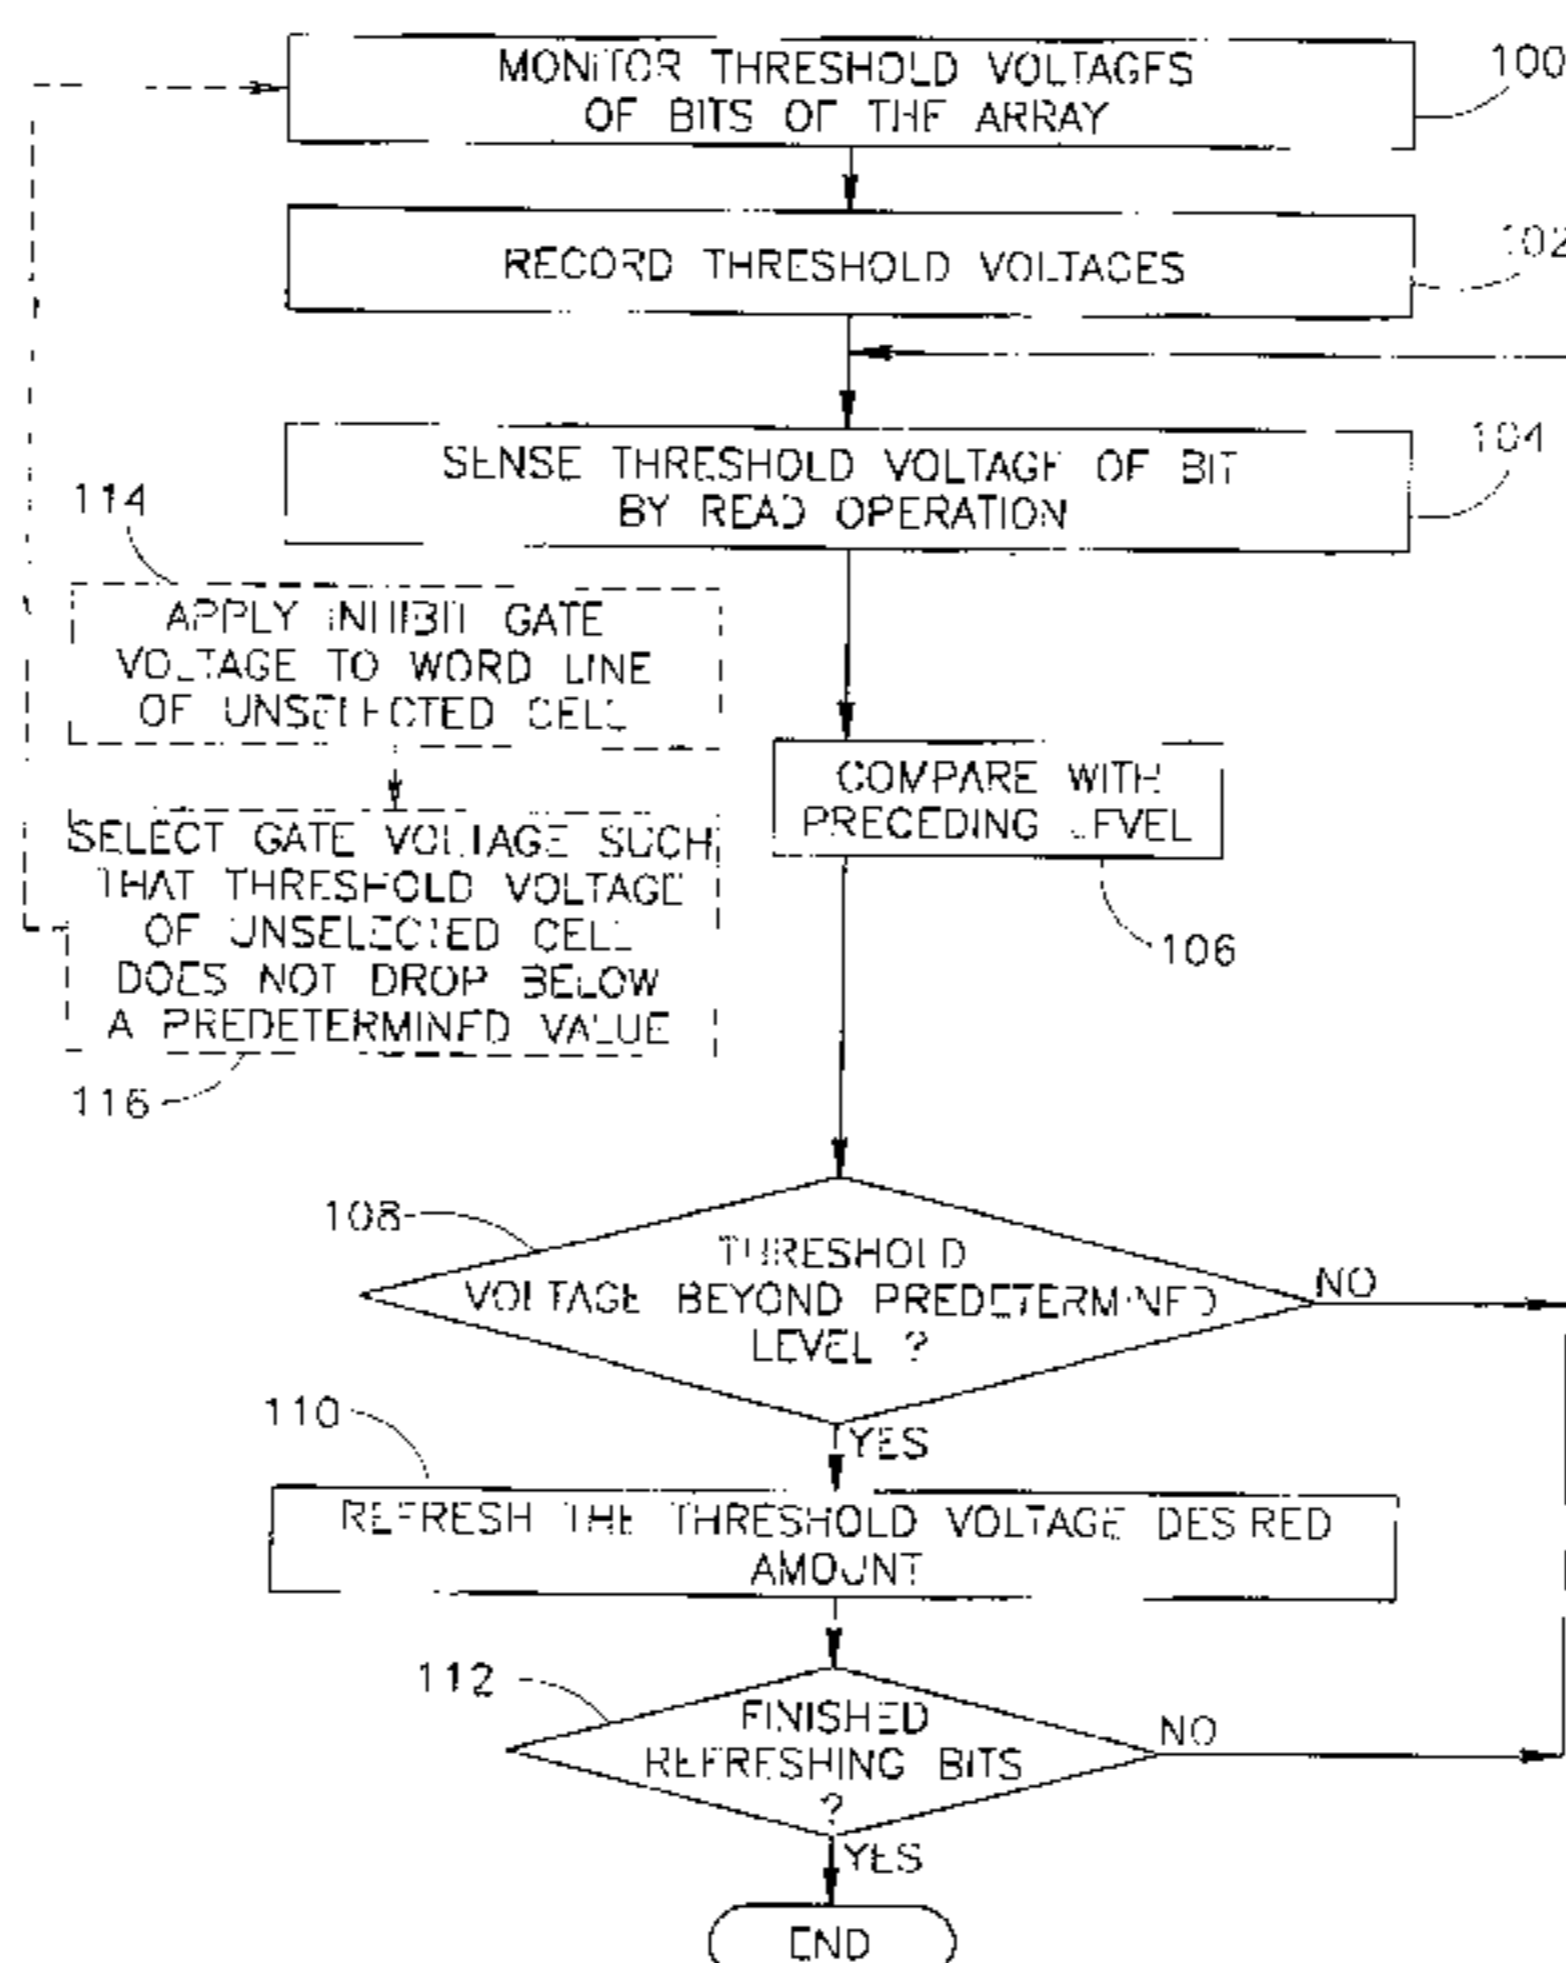 MONITOR THRESHOLD VOLTAGES
OF BITS OF THE ARRAY
100
RECORD THRESHOLD VOLTAGES
102
SENSE THRESHOLD VOLTAGE OF BIT
BY READ OPERATION
104
114
APPLY INHIBIT GATE
VOLTAGE TO WORD LINE
OF UNSELECTED CELL
COMPARE WITH
PRECEDING LEVEL
106
SELECT GATE VOLTAGE SUCH
THAT THRESHOLD VOLTAGE
OF UNSELECTED CELL
DOES NOT DROP BELOW
A PREDETERMINED VALUE
116
108
THRESHOLD
VOLTAGE BEYOND PREDETERMINED
LEVEL ?
NO
YES
110
REFRESH THE THRESHOLD VOLTAGE DESIRED
AMOUNT
112
FINISHED
REFRESHING BITS
?
NO
YES
END